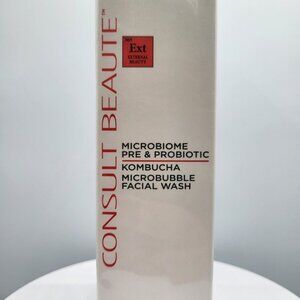 CONSULT BEAUTE™
Ext
EXTERNAL
BEAUTY
MICROBIOME
PRE & PROBIOTIC
KOMBUCHA
MICROBUBBLE
FACIAL WASH